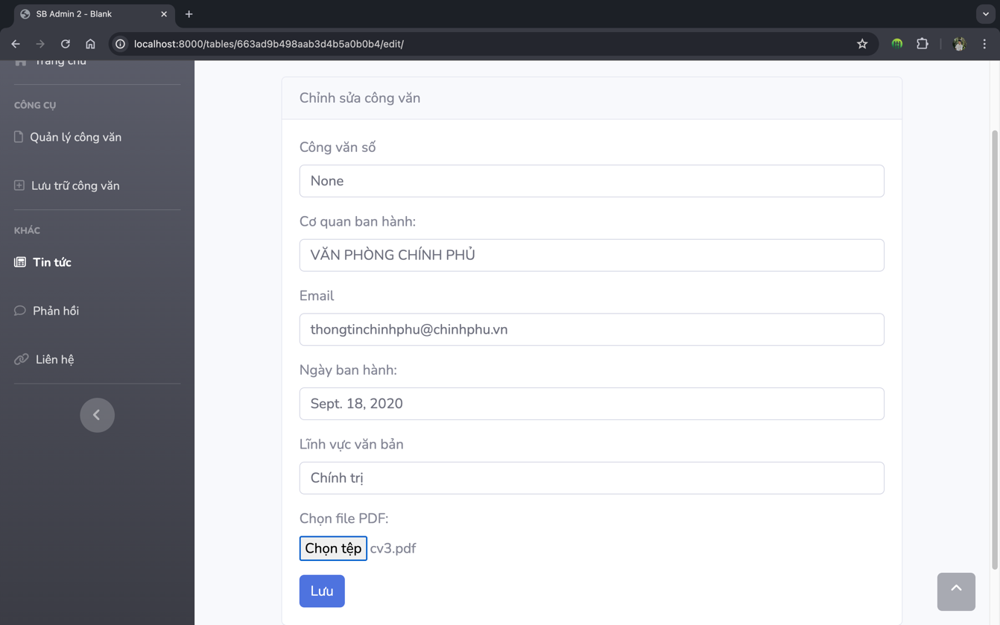 SB Admin 2 - Blank
localhost:8000/tables/663ad9b498aab3d4b5a0b0b4/edit/
Trang chủ
CÔNG CỤ
Quản lý công văn
Lưu trữ công văn
KHÁC
Tin tức
Phản hồi
Liên hệ
Chỉnh sửa công văn
Công văn số
None
Cơ quan ban hành:
VĂN PHÒNG CHÍNH PHỦ
Email
thongtinchinhphu@chinhphu.vn
Ngày ban hành:
Sept. 18, 2020
Lĩnh vực văn bản
Chính trị
Chọn file PDF:
Chọn tệp cv3.pdf
Lưu